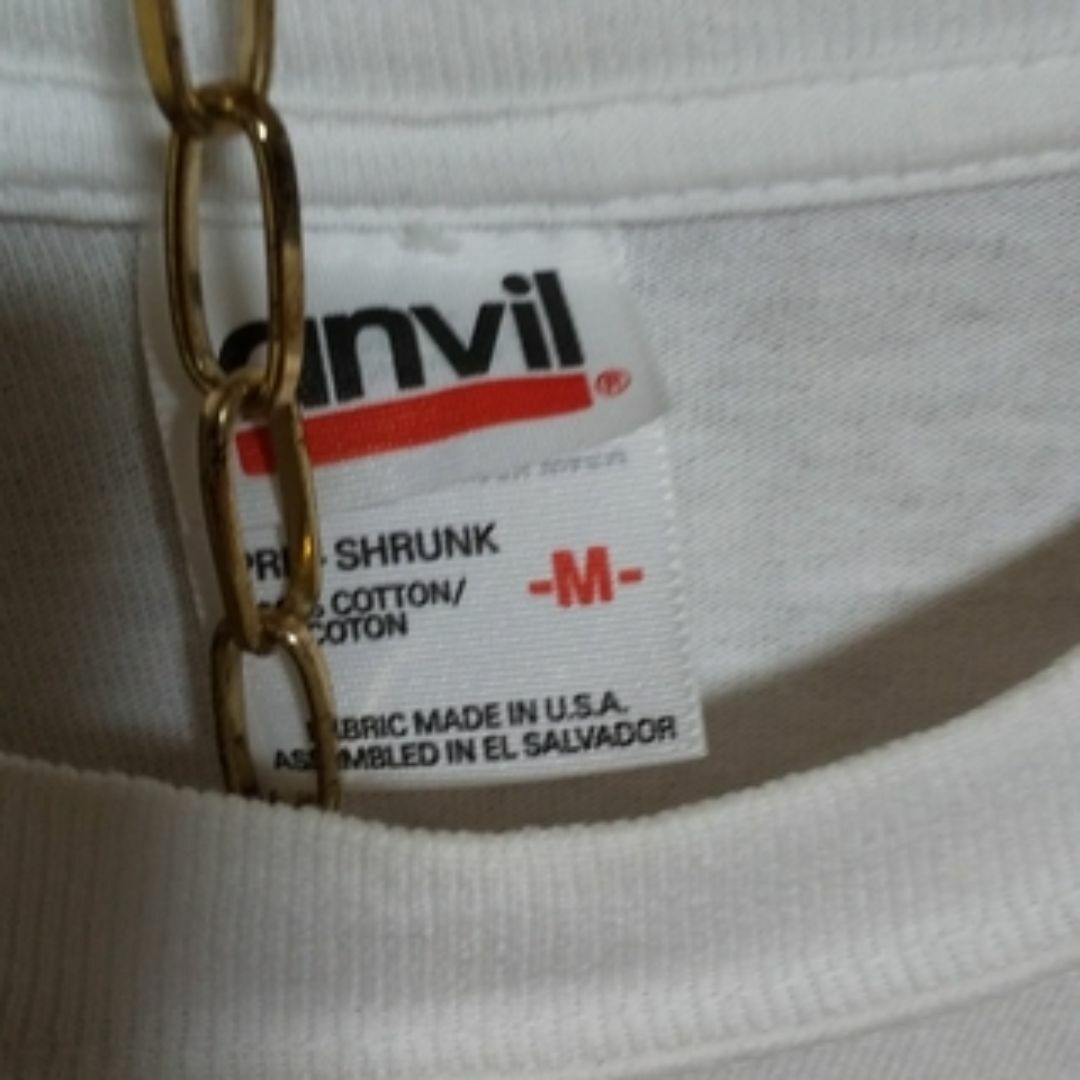 anvil®
PRE-SHRUNK
-M-
% COTTON/
COTON
FABRIC MADE IN U.S.A.
ASSEMBLED IN EL SALVADOR